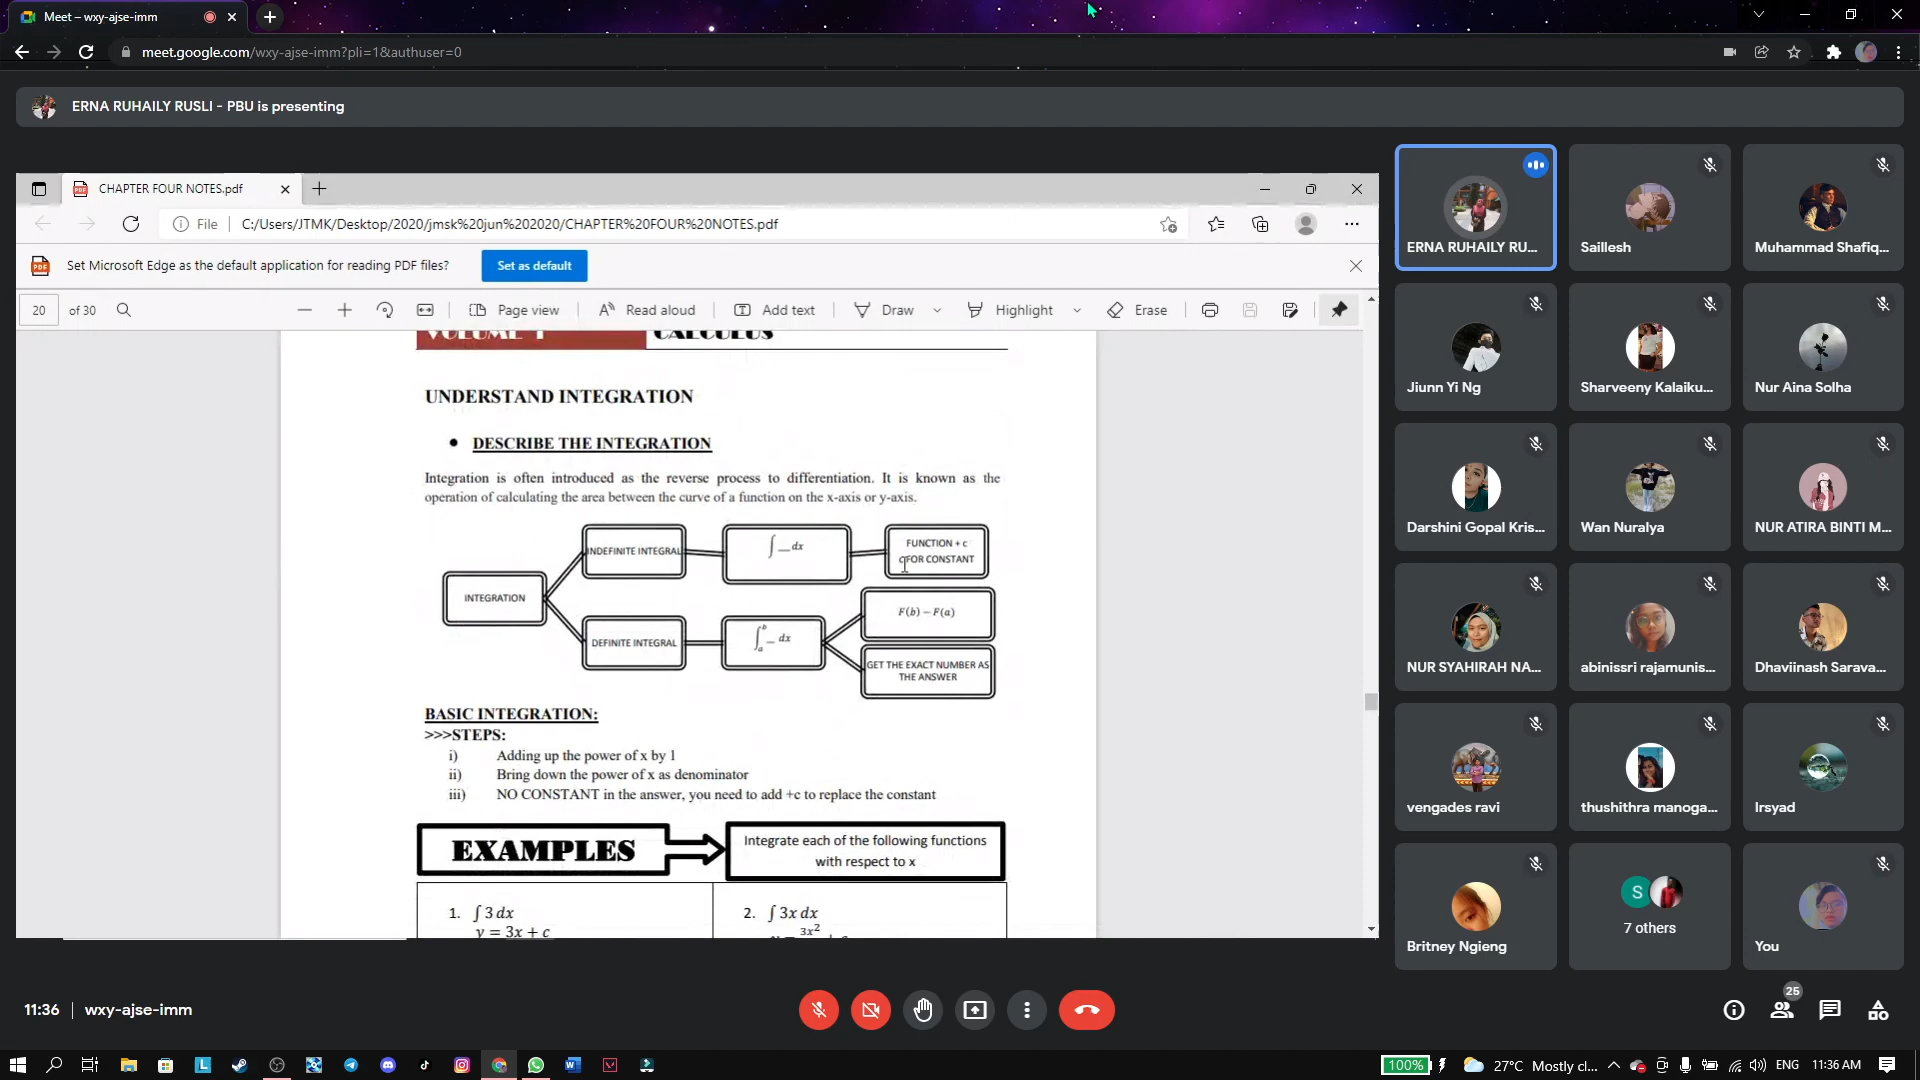 Meet – wxy-ajse-imm
meet.google.com/wxy-ajse-imm?pli=1&authuser=0
ERNA RUHAILY RUSLI - PBU is presenting
CHAPTER FOUR NOTES.pdf
File
C:/Users/JTMK/Desktop/2020/jmsk%20jun%202020/CHAPTER%20FOUR%20NOTES.pdf
Set Microsoft Edge as the default application for reading PDF files?
Set as default
20 of 30
Page view
Read aloud
Add text
Draw
Highlight
Erase
VOLUME 1 CALCULUS
UNDERSTAND INTEGRATION
• DESCRIBE THE INTEGRATION
Integration is often introduced as the reverse process to differentiation. It is known as the
operation of calculating the area between the curve of a function on the x-axis or y-axis.
INTEGRATION
INDEFINITE INTEGRAL
∫ __ dx
FUNCTION + c
c FOR CONSTANT
DEFINITE INTEGRAL
∫ₐᵇ __ dx
F(b) – F(a)
GET THE EXACT NUMBER AS
THE ANSWER
BASIC INTEGRATION:
>>>STEPS:
i) Adding up the power of x by 1
ii) Bring down the power of x as denominator
iii) NO CONSTANT in the answer, you need to add +c to replace the constant
EXAMPLES
Integrate each of the following functions
with respect to x
1. ∫ 3 dx
y = 3x + c
2. ∫ 3x dx
3x²
ERNA RUHAILY RU...
Saillesh
Muhammad Shafiq...
Jiunn Yi Ng
Sharveeny Kalaiku...
Nur Aina Solha
Darshini Gopal Kris...
Wan Nuralya
NUR ATIRA BINTI M...
NUR SYAHIRAH NA...
abinissri rajamunis...
Dhaviinash Sarava...
vengades ravi
thushithra manoga...
Irsyad
Britney Ngieng
S
7 others
You
11:36 | wxy-ajse-imm
25
100%
27°C Mostly cl...
ENG
11:36 AM